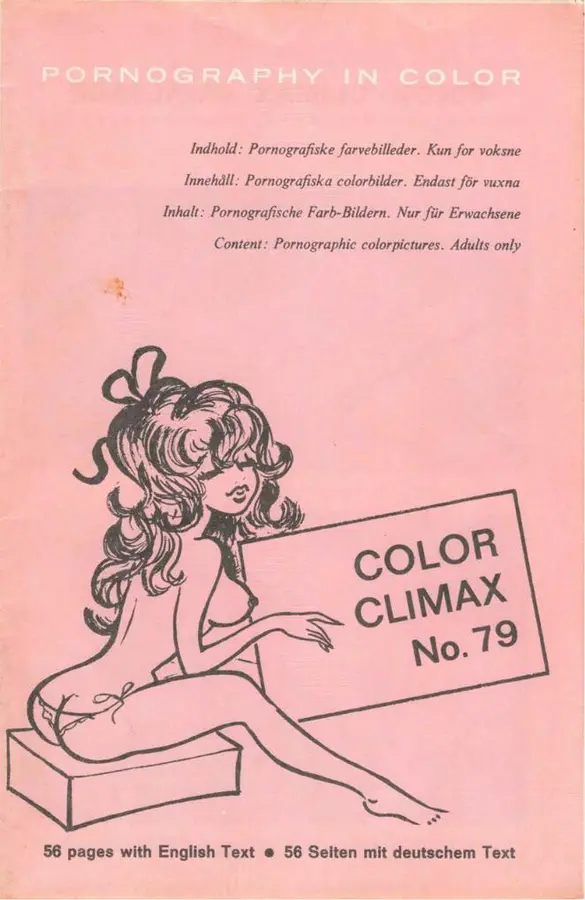 PORNOGRAPHY IN COLOR
Indhold: Pornografiske farvebilleder. Kun for voksne
Innehåll: Pornografiska colorbilder. Endast för vuxna
Inhalt: Pornografische Farb-Bildern. Nur für Erwachsene
Content: Pornographic colorpictures. Adults only
COLOR
CLIMAX
No. 79
56 pages with English Text ● 56 Seiten mit deutschem Text